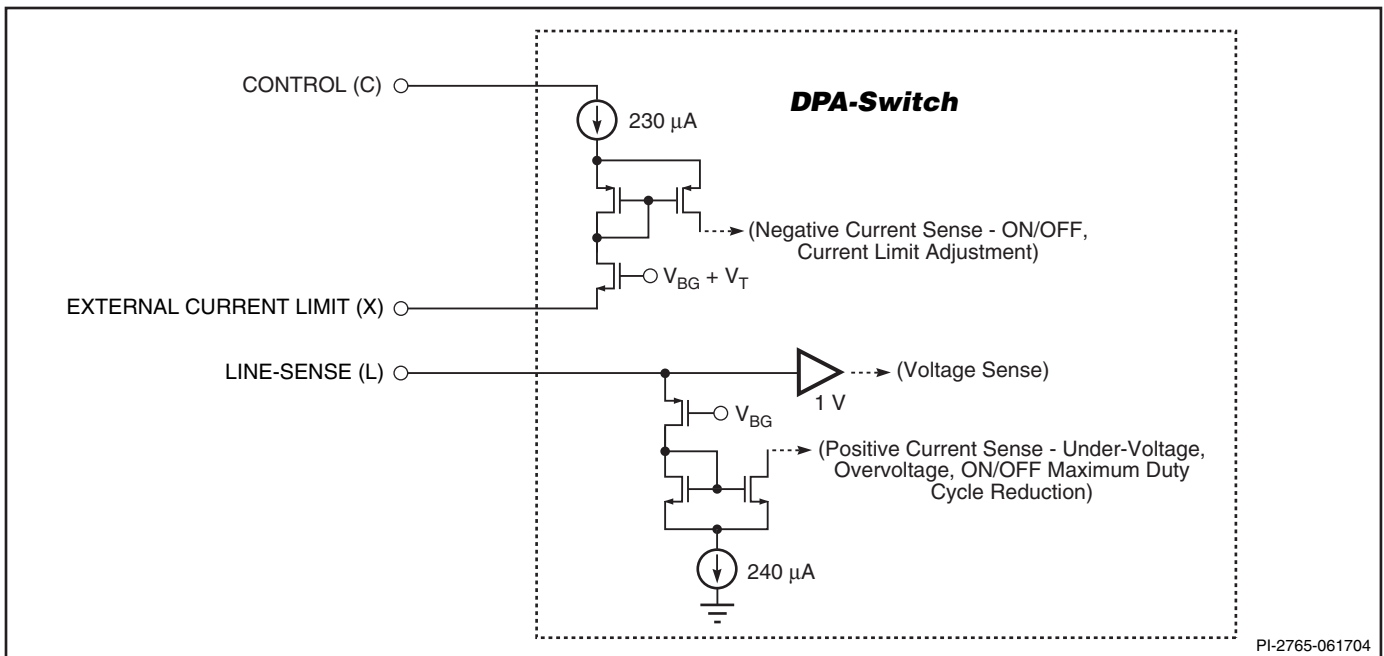 CONTROL (C)
DPA-Switch
230 µA
(Negative Current Sense - ON/OFF,
Current Limit Adjustment)
V_BG + V_T
EXTERNAL CURRENT LIMIT (X)
LINE-SENSE (L)
(Voltage Sense)
1 V
V_BG
(Positive Current Sense - Under-Voltage,
Overvoltage, ON/OFF Maximum Duty
Cycle Reduction)
240 µA
PI-2765-061704